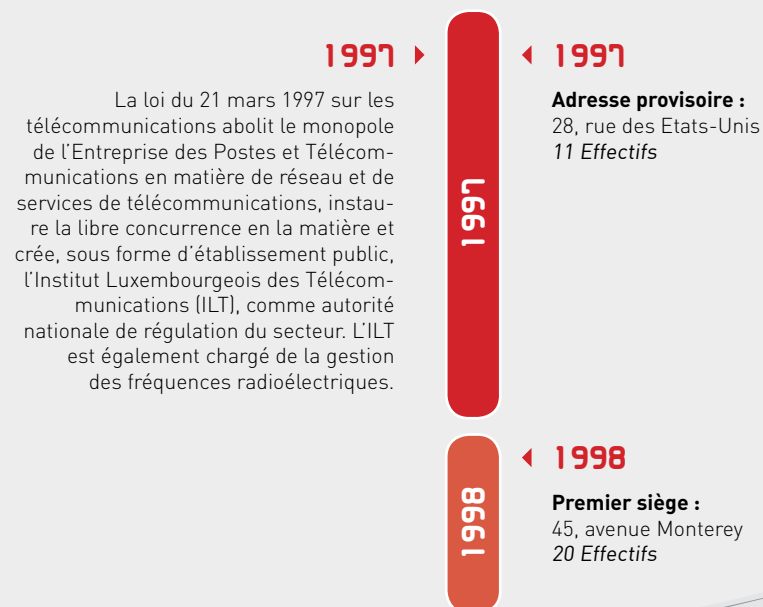 1997
La loi du 21 mars 1997 sur les
télécommunications abolit le monopole
de l'Entreprise des Postes et Télécom-
munications en matière de réseau et de
services de télécommunications, instau-
re la libre concurrence en la matière et
crée, sous forme d'établissement public,
l'Institut Luxembourgeois des Télécom-
munications (ILT), comme autorité
nationale de régulation du secteur. L'ILT
est également chargé de la gestion
des fréquences radioélectriques.
1997
1997
Adresse provisoire :
28, rue des Etats-Unis
11 Effectifs
1998
1998
Premier siège :
45, avenue Monterey
20 Effectifs